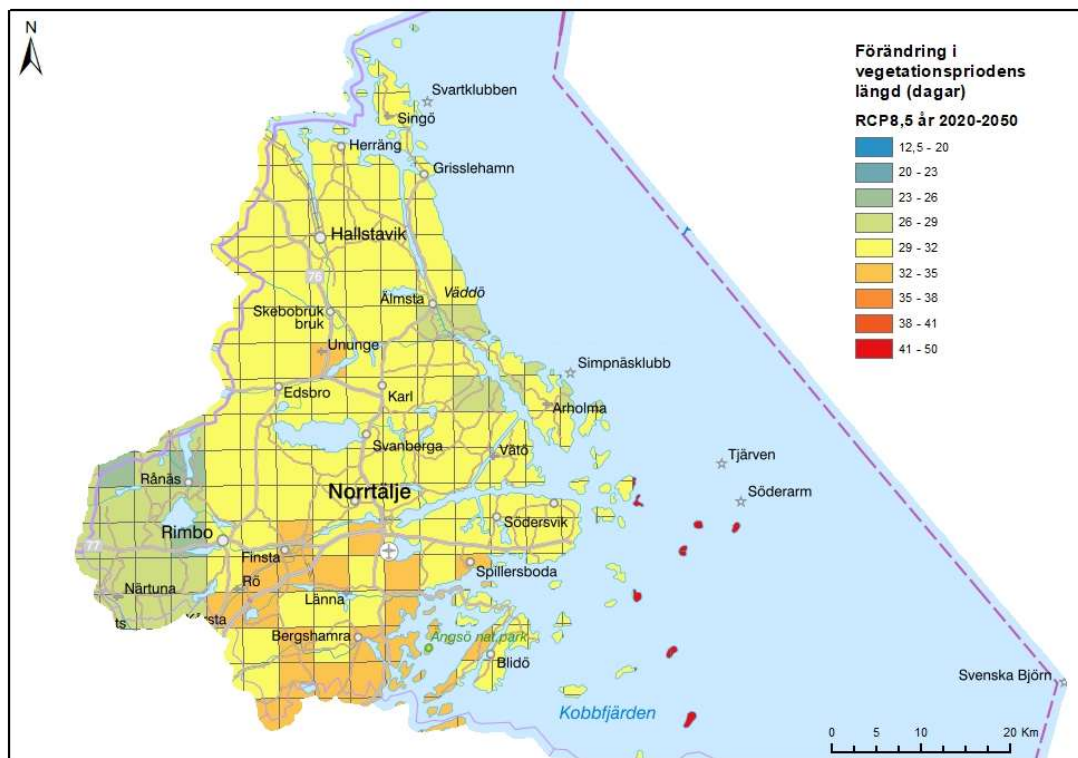 N
Förändring i
vegetationspriodens
längd (dagar)
RCP8,5 år 2020-2050
12,5 - 20
20 - 23
23 - 26
26 - 29
29 - 32
32 - 35
35 - 38
38 - 41
41 - 50
Svartklubben
Singö
Herräng
Grisslehamn
Hallstavik
76
Älmsta
Väddö
Skebobruk
bruk
Ununge
Simpnäsklubb
Edsbro
Karl
Arholma
Svanberga
Vätö
Tjärven
Rånäs
Norrtälje
Söderarm
Södersvik
Rimbo
77
Finsta
Spillersboda
Rö
Närtuna
Länna
Bergshamra
Ängsö nat.park
Blidö
Svenska Björn
Kobbfjärden
0 5 10 20 Km